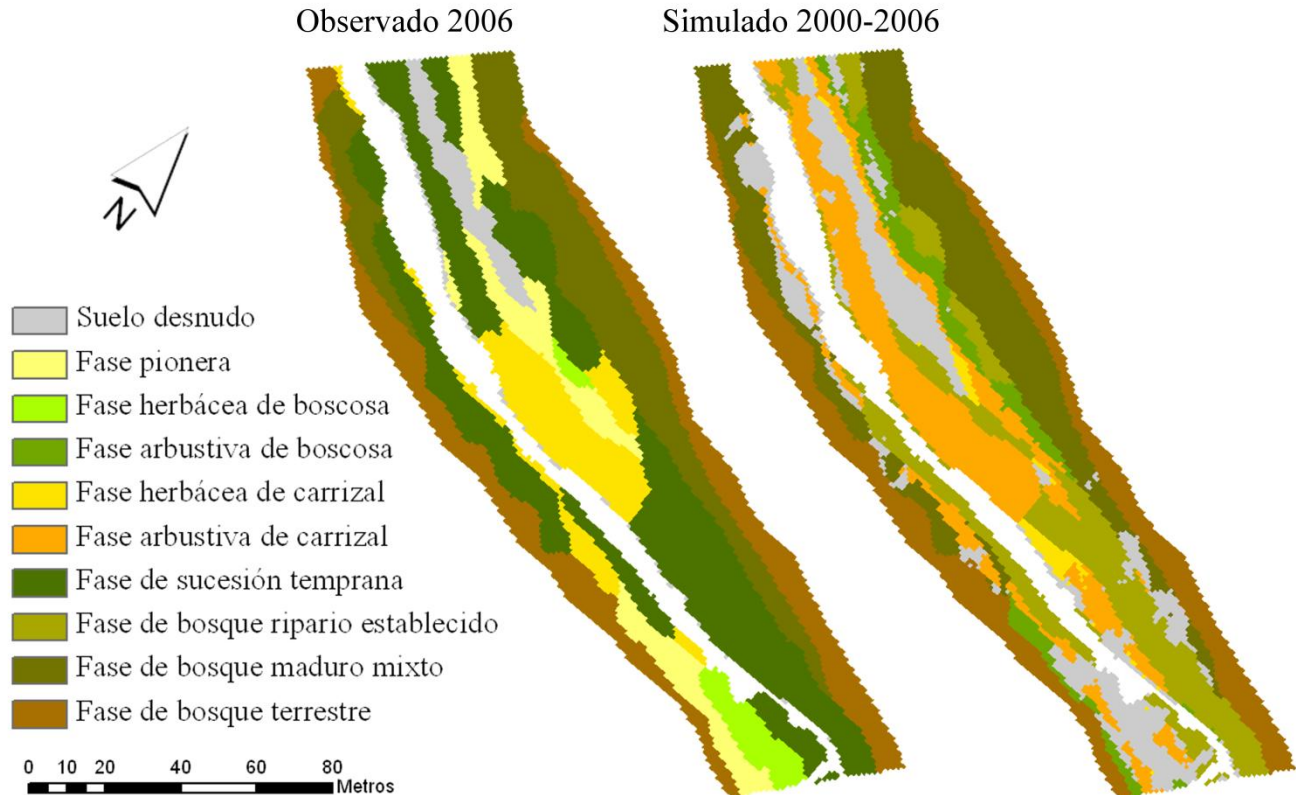 Observado 2006
Simulado 2000-2006
N
Suelo desnudo
Fase pionera
Fase herbácea de boscosa
Fase arbustiva de boscosa
Fase herbácea de carrizal
Fase arbustiva de carrizal
Fase de sucesión temprana
Fase de bosque ripario establecido
Fase de bosque maduro mixto
Fase de bosque terrestre
0 10 20 40 60 80 Metros